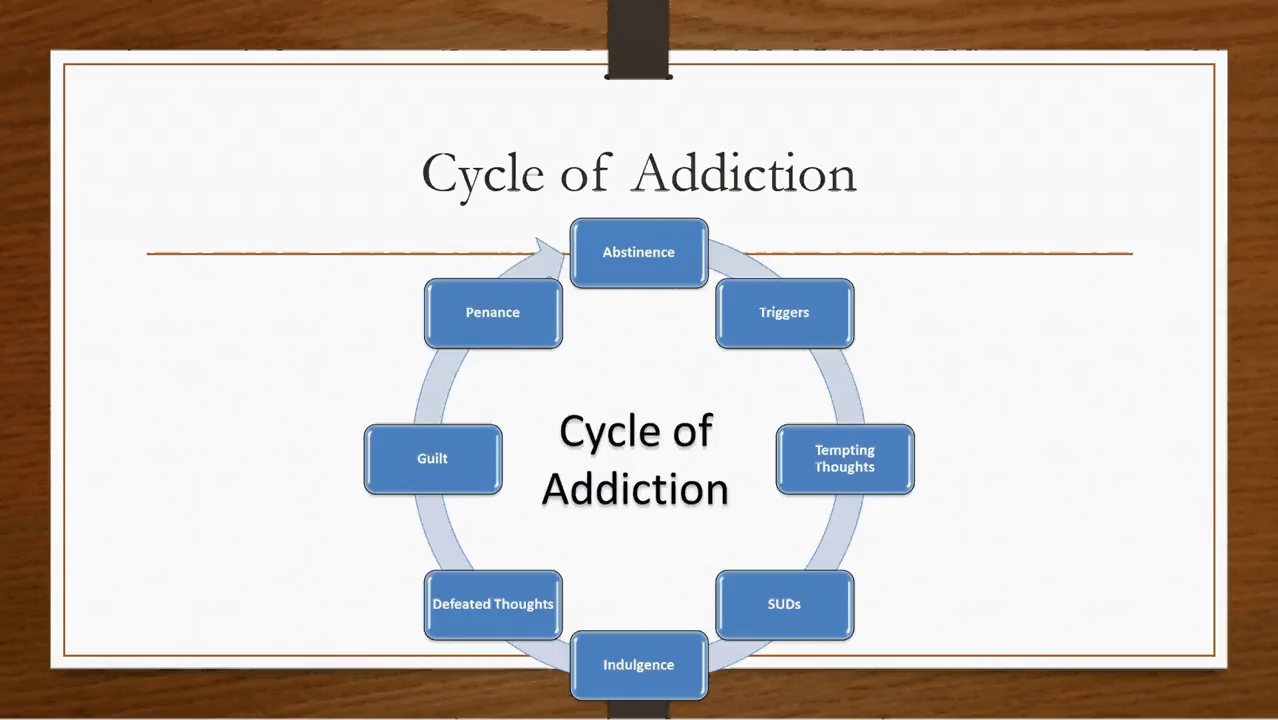 Cycle of Addiction
Abstinence
Triggers
Tempting
Thoughts
SUDs
Indulgence
Defeated Thoughts
Guilt
Penance
Cycle of
Addiction